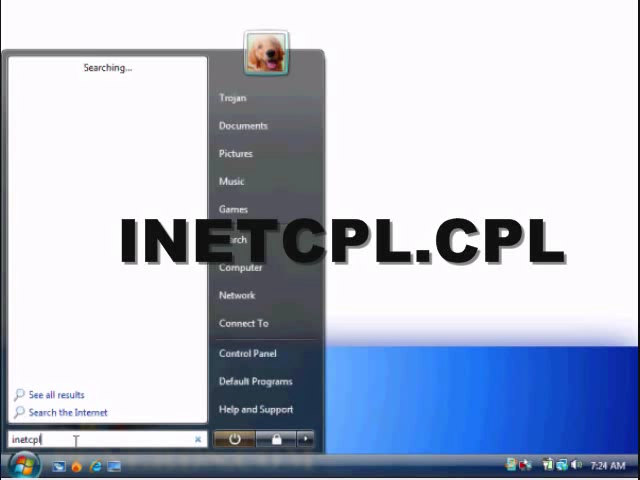 Searching...
Trojan
Documents
Pictures
Music
Games
INETCPL.CPL
Search
Computer
Network
Connect To
Control Panel
Default Programs
Help and Support
See all results
Search the Internet
inetcpl
7:24 AM